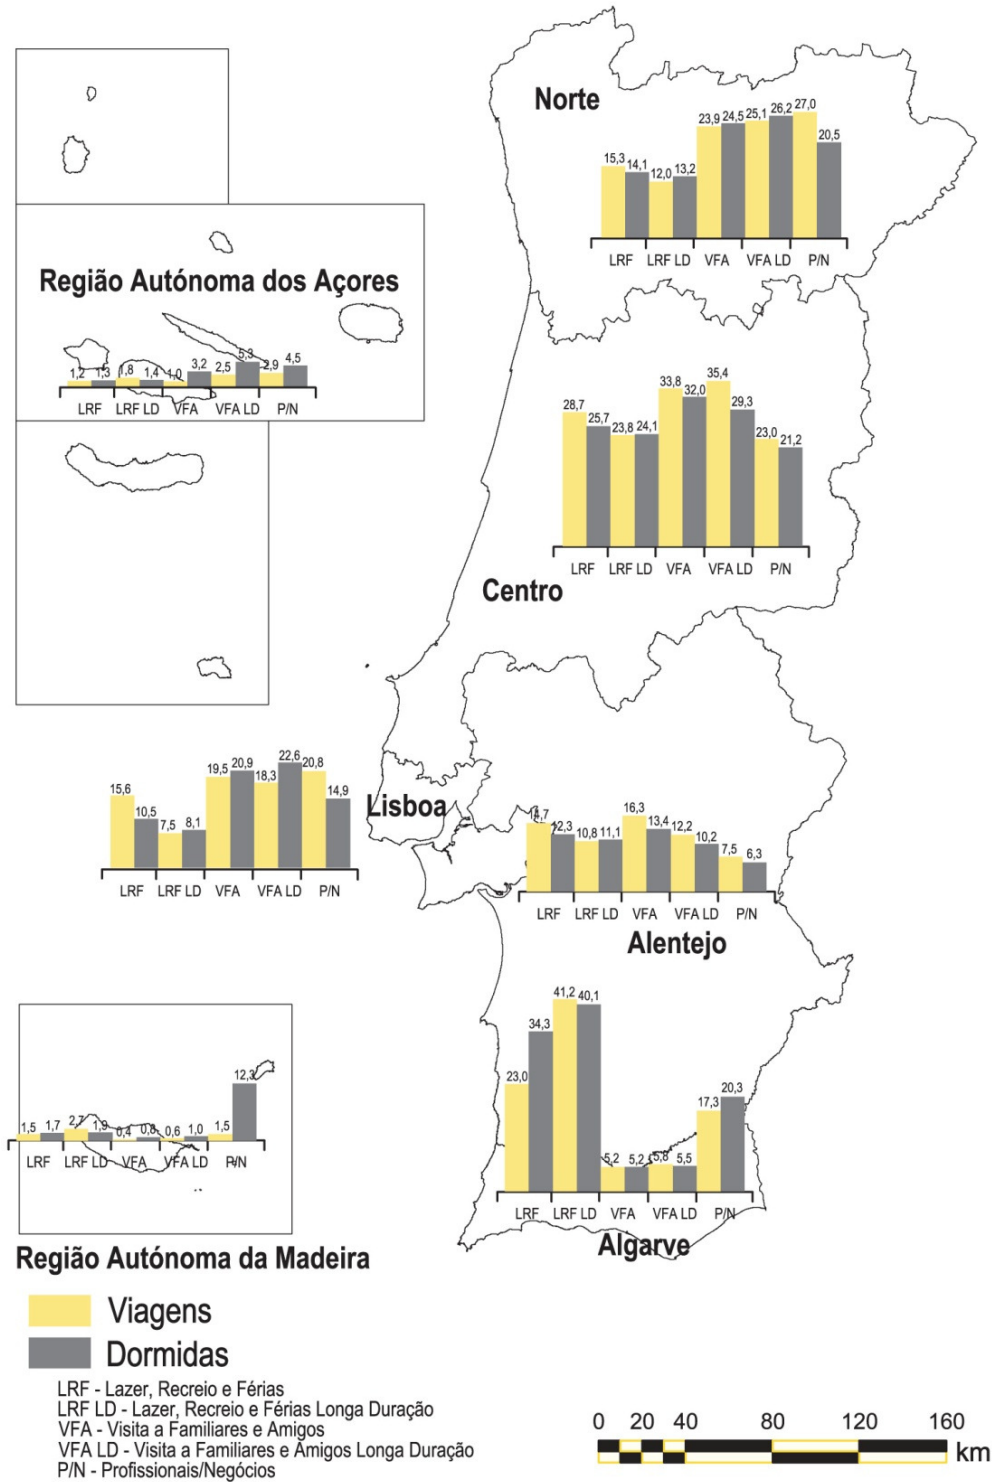 Norte
15,3 14,1 12,0 13,2 23,9 24,5 25,1 26,2 27,0 20,5
LRF LRF LD VFA VFA LD P/N
Região Autónoma dos Açores
1,2 1,3 1,8 1,4 1,0 3,2 2,5 5,3 2,9 4,5
LRF LRF LD VFA VFA LD P/N
28,7 25,7 23,8 24,1 33,8 32,0 35,4 29,3 23,0 21,2
LRF LRF LD VFA VFA LD P/N
Centro
15,6 10,5 7,5 8,1 19,5 20,9 18,3 22,6 20,8 14,9
LRF LRF LD VFA VFA LD P/N
Lisboa
12,3 10,8 11,1 16,3 13,4 12,2 10,2 7,5 6,3
LRF LRF LD VFA VFA LD P/N
Alentejo
23,0 34,3 41,2 40,1 5,2 5,2 5,8 5,5 17,3 20,3
LRF LRF LD VFA VFA LD P/N
Algarve
1,5 1,7 2,7 1,9 0,4 0,8 0,6 1,0 1,5 12,3
LRF LRF LD VFA VFA LD P/N
Região Autónoma da Madeira
Viagens
Dormidas
LRF - Lazer, Recreio e Férias
LRF LD - Lazer, Recreio e Férias Longa Duração
VFA - Visita a Familiares e Amigos
VFA LD - Visita a Familiares e Amigos Longa Duração
P/N - Profissionais/Negócios
0 20 40 80 120 160
km